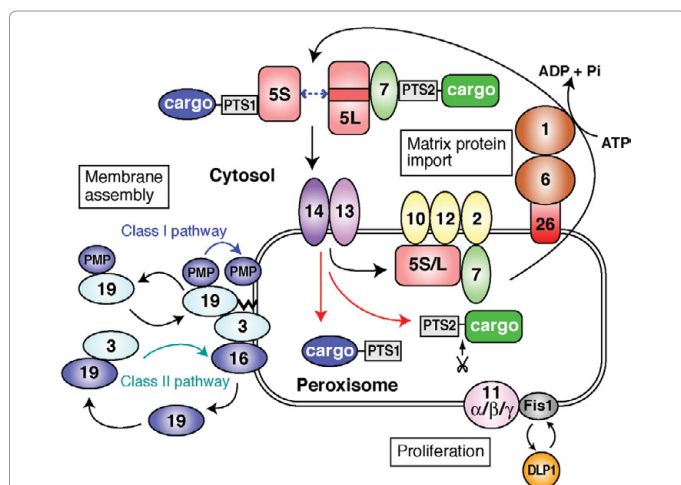 ADP + Pi
cargo
PTS1
5S
5L
7
PTS2
cargo
ATP
1
6
26
Matrix protein
import
Cytosol
Membrane
assembly
14
13
10
12
2
Class I pathway
PMP
19
PMP
19
PMP
3
16
5S/L
7
PTS2
cargo
cargo
PTS1
3
19
Class II pathway
19
Peroxisome
11
α/β/γ
Fis1
DLP1
Proliferation